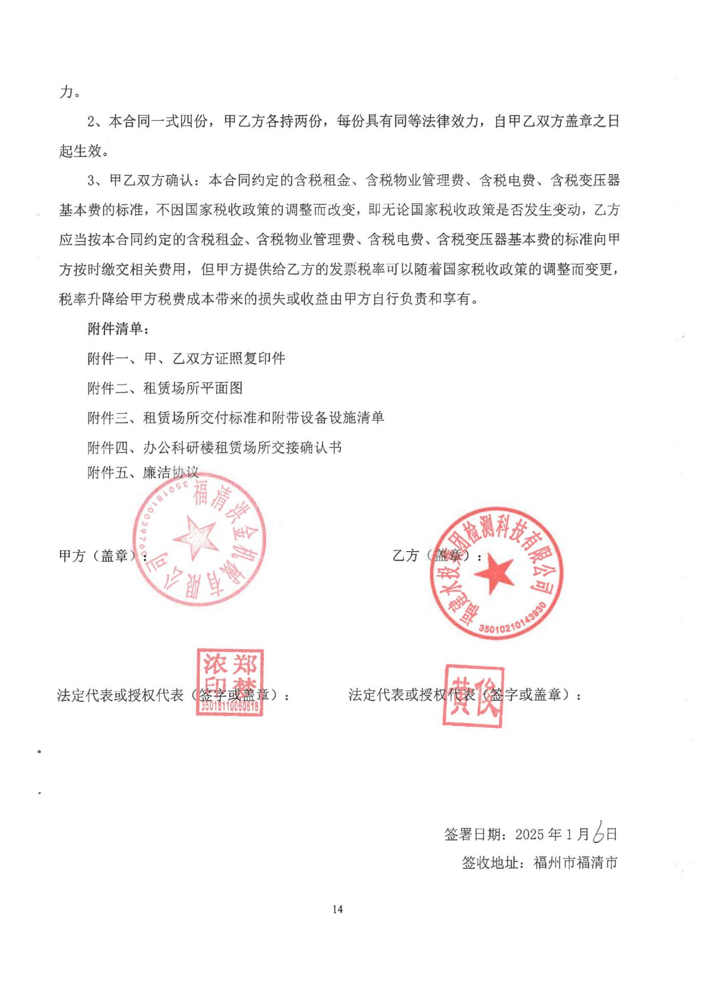 力。
2、本合同一式四份，甲乙方各持两份，每份具有同等法律效力，自甲乙双方盖章之日
起生效。
3、甲乙双方确认：本合同约定的含税租金、含税物业管理费、含税电费、含税变压器
基本费的标准，不因国家税收政策的调整而改变，即无论国家税收政策是否发生变动，乙方
应当按本合同约定的含税租金、含税物业管理费、含税电费、含税变压器基本费的标准向甲
方按时缴交相关费用，但甲方提供给乙方的发票税率可以随着国家税收政策的调整而变更，
税率升降给甲方税费成本带来的损失或收益由甲方自行负责和享有。
附件清单：
附件一、甲、乙双方证照复印件
附件二、租赁场所平面图
附件三、租赁场所交付标准和附带设备设施清单
附件四、办公科研楼租赁场所交接确认书
附件五、廉洁协议
福清洪金机械有限公司
3501810039760
甲方（盖章）：
乙方（盖章）：
福建水投集团检测科技有限公司
35010210143930
郑梦浓印
35018110060618
法定代表或授权代表（签字或盖章）：
法定代表或授权代表（签字或盖章）：
黄俊
签署日期：2025年1月6日
签收地址：福州市福清市
14